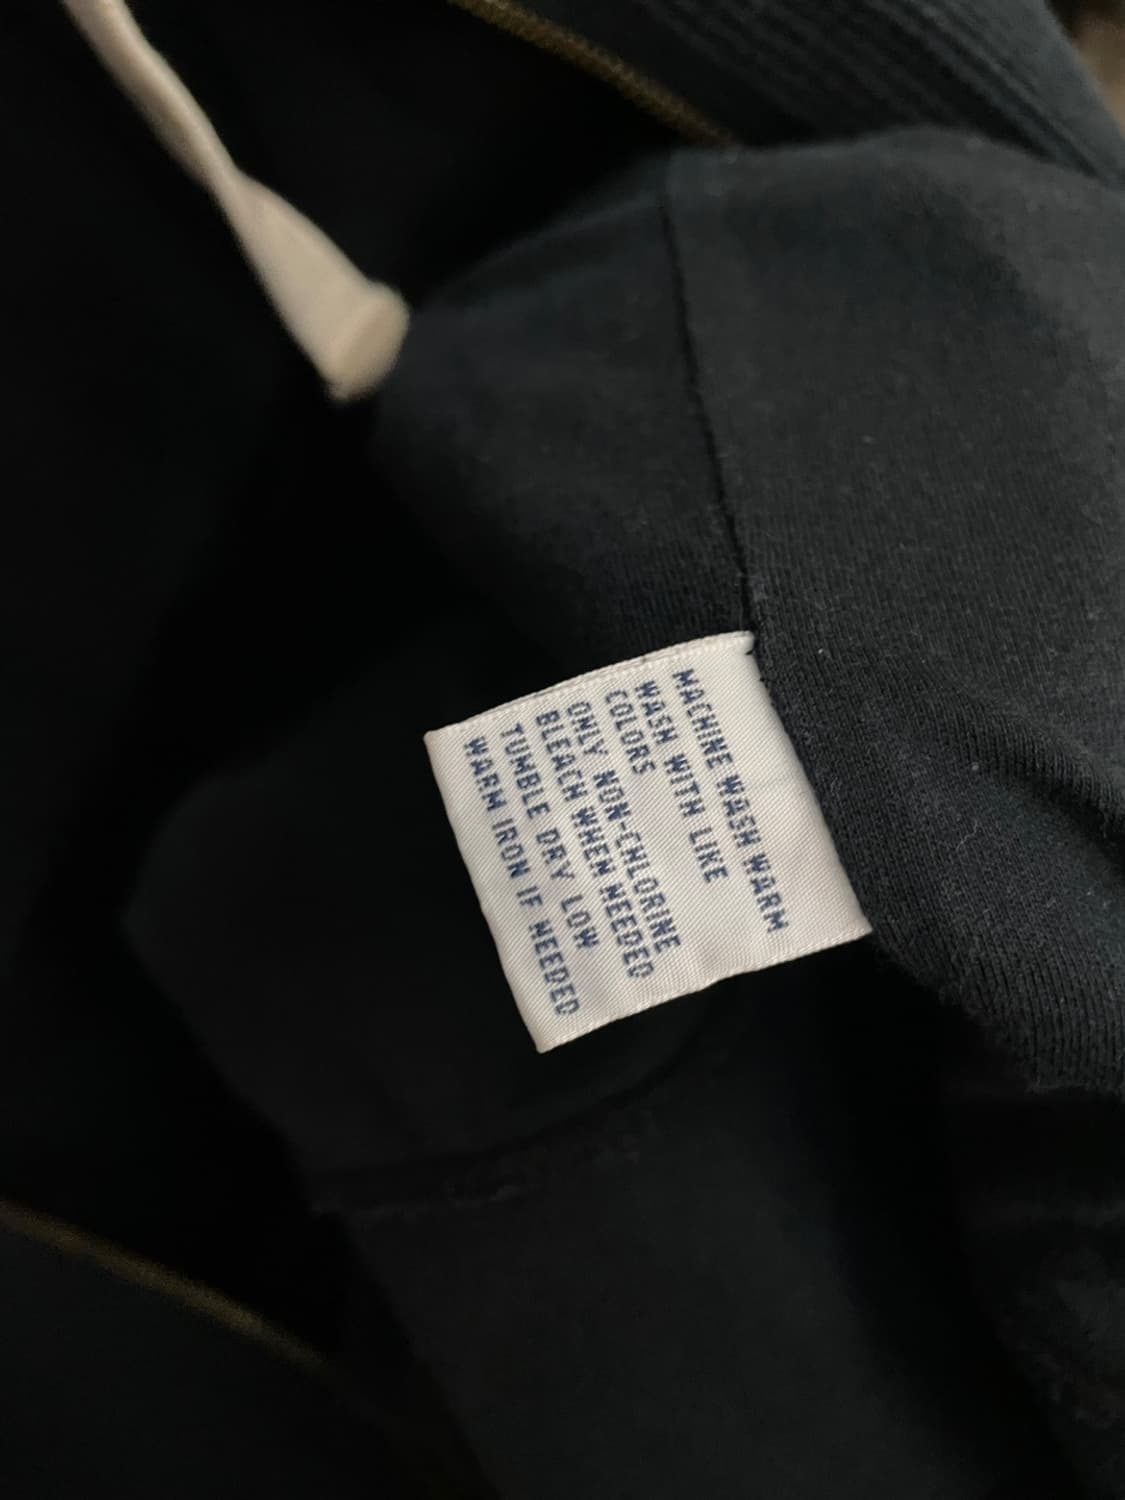 MACHINE WASH WARM
WASH WITH LIKE
COLORS
ONLY NON-CHLORINE
BLEACH WHEN NEEDED
TUMBLE DRY LOW
WARM IRON IF NEEDED